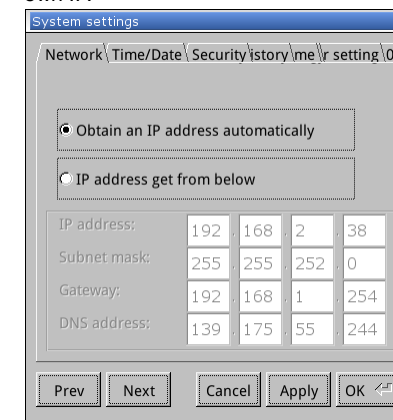 System settings
Network Time/Date Security istory me r setting
Obtain an IP address automatically
IP address get from below
IP address: 192 . 168 . 2 . 38
Subnet mask: 255 . 255 . 252 . 0
Gateway: 192 . 168 . 1 . 254
DNS address: 139 . 175 . 55 . 244
Prev Next Cancel Apply OK